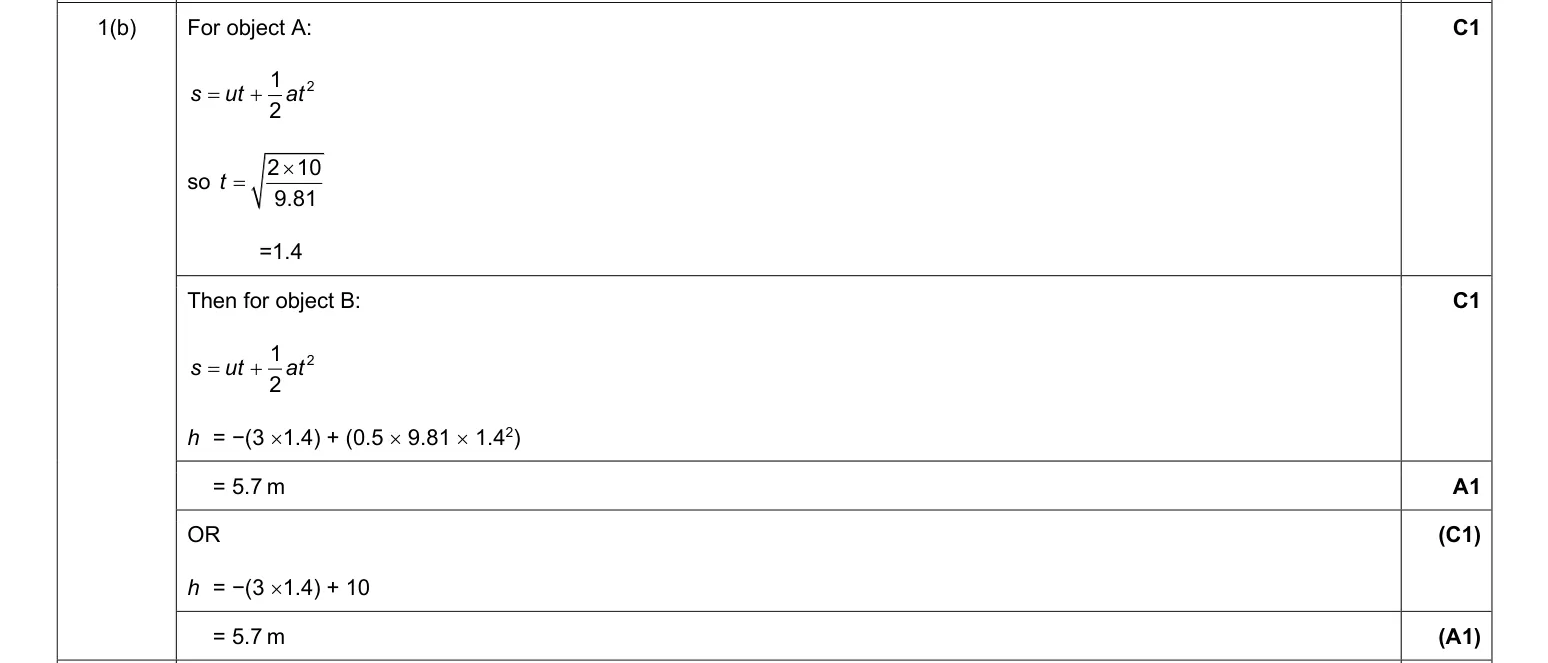 1(b) For object A: C1
s = ut + 1/2 at²
so t = √(2 × 10 / 9.81)
=1.4
Then for object B: C1
s = ut + 1/2 at²
h = −(3 ×1.4) + (0.5 × 9.81 × 1.4²)
= 5.7 m A1
OR (C1)
h = −(3 ×1.4) + 10
= 5.7 m (A1)